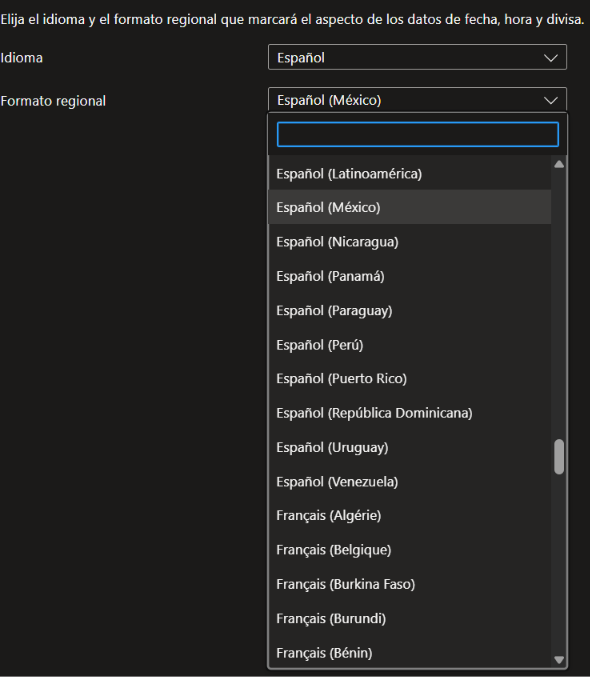 Elija el idioma y el formato regional que marcará el aspecto de los datos de fecha, hora y divisa.
Idioma
Español
Formato regional
Español (México)
Español (Latinoamérica)
Español (México)
Español (Nicaragua)
Español (Panamá)
Español (Paraguay)
Español (Perú)
Español (Puerto Rico)
Español (República Dominicana)
Español (Uruguay)
Español (Venezuela)
Français (Algérie)
Français (Belgique)
Français (Burkina Faso)
Français (Burundi)
Français (Bénin)